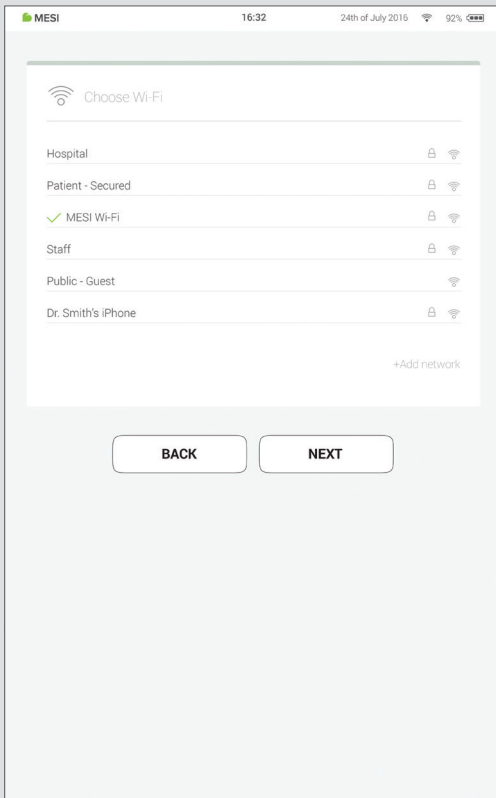 MESI 16:32 24th of July 2016 92%
Choose Wi-Fi
Hospital
Patient - Secured
MESI Wi-Fi
Staff
Public - Guest
Dr. Smith's iPhone
+Add network
BACK NEXT